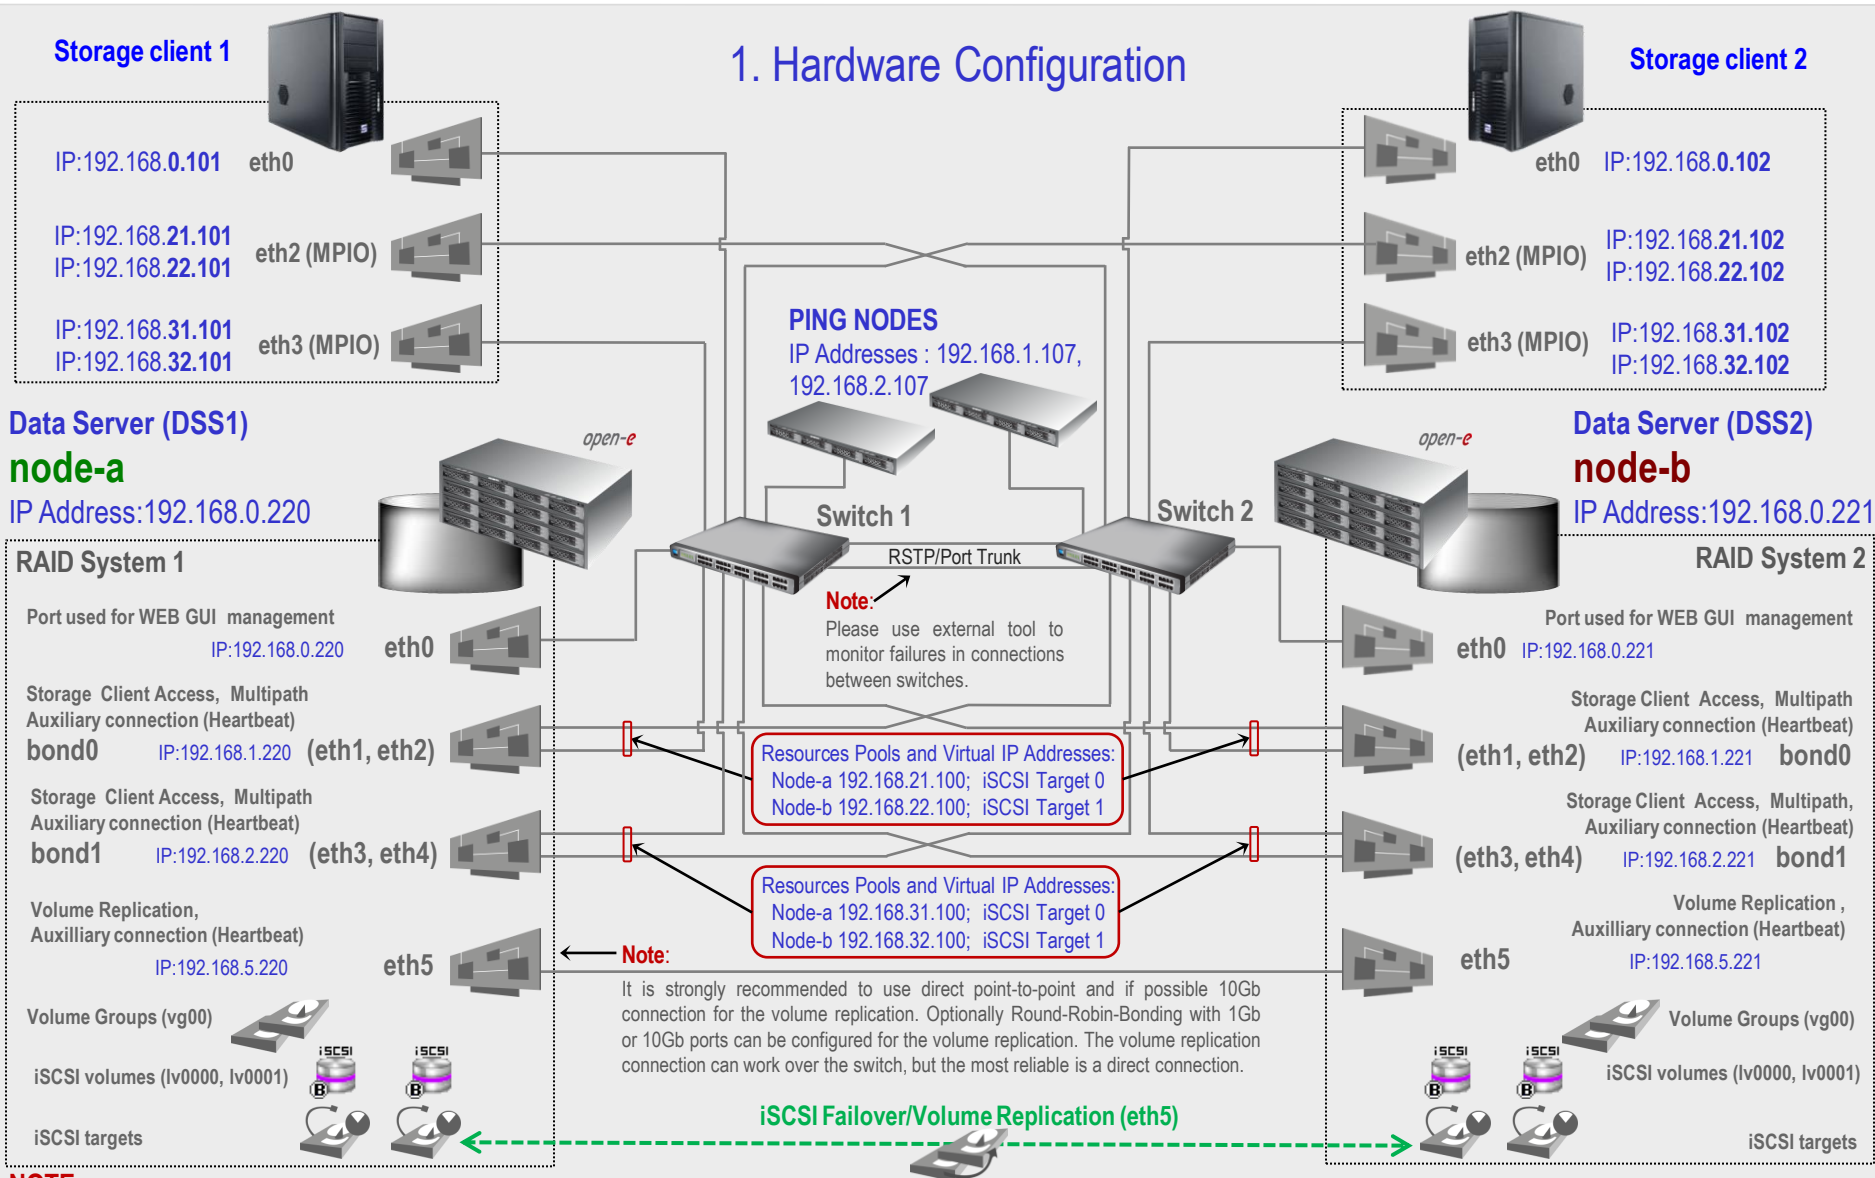 Storage client 1
1. Hardware Configuration
Storage client 2
IP:192.168.0.101 eth0
eth0 IP:192.168.0.102
IP:192.168.21.101
IP:192.168.22.101
eth2 (MPIO)
eth2 (MPIO)
IP:192.168.21.102
IP:192.168.22.102
IP:192.168.31.101
IP:192.168.32.101
eth3 (MPIO)
eth3 (MPIO)
IP:192.168.31.102
IP:192.168.32.102
PING NODES
IP Addresses : 192.168.1.107,
192.168.2.107
Data Server (DSS1)
node-a
IP Address:192.168.0.220
open-e
open-e
Data Server (DSS2)
node-b
IP Address:192.168.0.221
Switch 1
Switch 2
RSTP/Port Trunk
Note:
Please use external tool to
monitor failures in connections
between switches.
RAID System 1
Port used for WEB GUI management
IP:192.168.0.220 eth0
Storage Client Access, Multipath
Auxiliary connection (Heartbeat)
bond0 IP:192.168.1.220 (eth1, eth2)
Storage Client Access, Multipath
Auxiliary connection (Heartbeat)
bond1 IP:192.168.2.220 (eth3, eth4)
Volume Replication,
Auxilliary connection (Heartbeat)
IP:192.168.5.220 eth5
Volume Groups (vg00)
iSCSI volumes (lv0000, lv0001)
iSCSI
B
iSCSI
B
iSCSI targets
Resources Pools and Virtual IP Addresses:
Node-a 192.168.21.100; iSCSI Target 0
Node-b 192.168.22.100; iSCSI Target 1
Resources Pools and Virtual IP Addresses:
Node-a 192.168.31.100; iSCSI Target 0
Node-b 192.168.32.100; iSCSI Target 1
Note:
It is strongly recommended to use direct point-to-point and if possible 10Gb
connection for the volume replication. Optionally Round-Robin-Bonding with 1Gb
or 10Gb ports can be configured for the volume replication. The volume replication
connection can work over the switch, but the most reliable is a direct connection.
iSCSI Failover/Volume Replication (eth5)
RAID System 2
Port used for WEB GUI management
eth0 IP:192.168.0.221
Storage Client Access, Multipath
Auxiliary connection (Heartbeat)
(eth1, eth2) IP:192.168.1.221 bond0
Storage Client Access, Multipath,
Auxiliary connection (Heartbeat)
(eth3, eth4) IP:192.168.2.221 bond1
Volume Replication ,
Auxilliary connection (Heartbeat)
eth5 IP:192.168.5.221
Volume Groups (vg00)
iSCSI
B
iSCSI
B
iSCSI volumes (lv0000, lv0001)
iSCSI targets